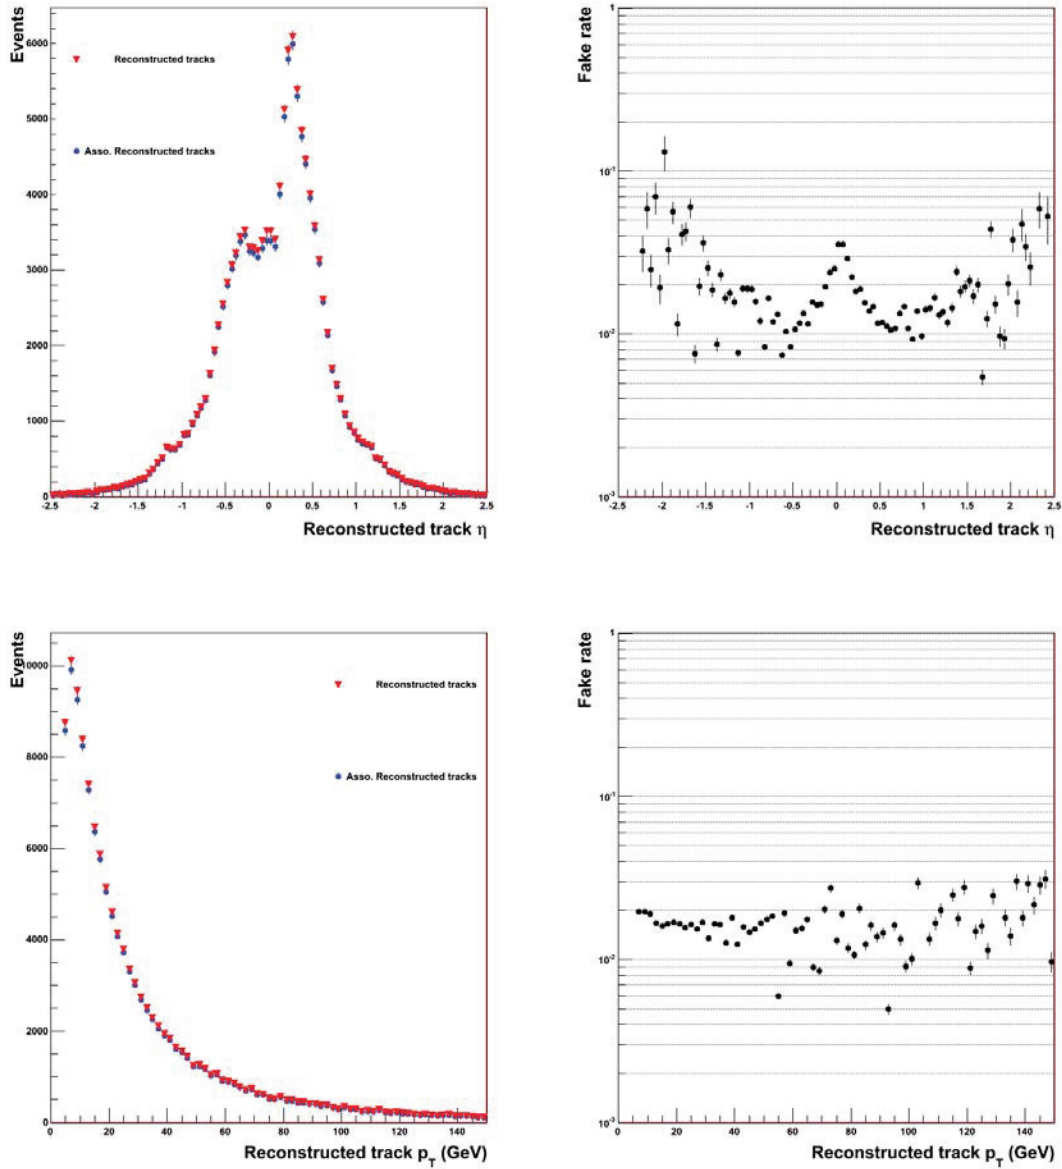 Events
6000
5000
4000
3000
2000
1000
0
Reconstructed tracks
Asso. Reconstructed tracks
-2.5 -2 -1.5 -1 -0.5 0 0.5 1 1.5 2 2.5
Reconstructed track η
Fake rate
1
10-1
10-2
10-3
-2.5 -2 -1.5 -1 -0.5 0 0.5 1 1.5 2 2.5
Reconstructed track η
Events
10000
8000
6000
4000
2000
0
Reconstructed tracks
Asso. Reconstructed tracks
0 20 40 60 80 100 120 140
Reconstructed track pT (GeV)
Fake rate
1
10-1
10-2
10-3
0 20 40 60 80 100 120 140
Reconstructed track pT (GeV)